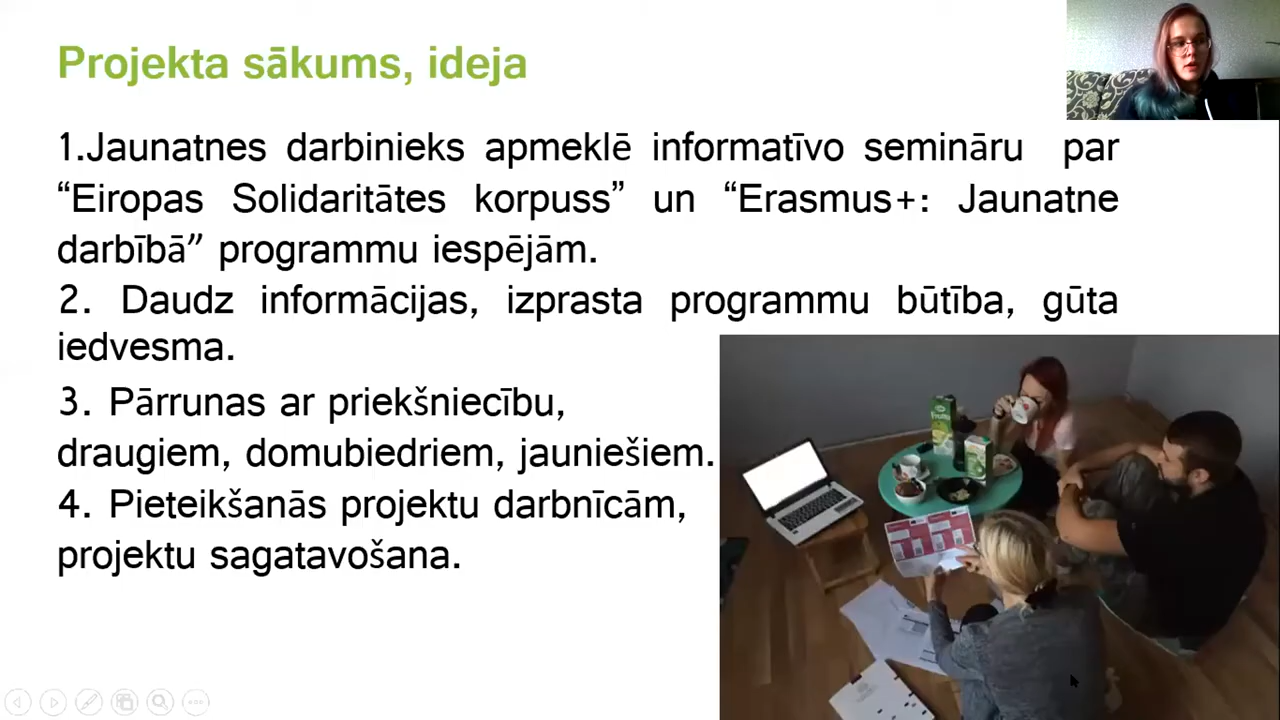 Projekta sākums, ideja
1.Jaunatnes darbinieks apmeklē informatīvo semināru par
“Eiropas Solidaritātes korpuss” un “Erasmus+: Jaunatne
darbībā” programmu iespējām.
2. Daudz informācijas, izprasta programmu būtība, gūta
iedvesma.
3. Pārrunas ar priekšniecību,
draugiem, domubiedriem, jauniešiem.
4. Pieteikšanās projektu darbnīcām,
projektu sagatavošana.